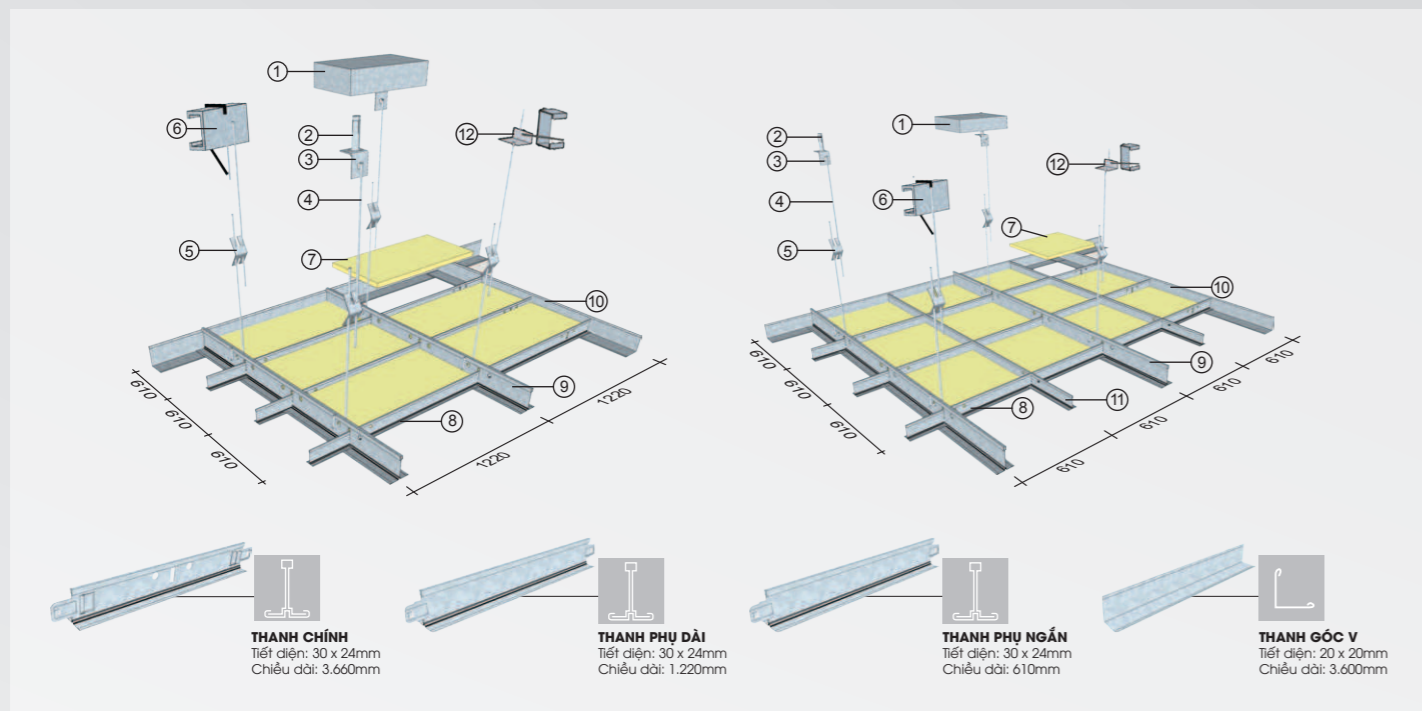 1
6
2
3
12
4
5
7
10
9
8
610
610
610
1220
1220
2
3
1
12
4
6
5
7
10
9
11
8
610
610
610
610
610
610
610
THANH CHÍNH
Tiết diện: 30 x 24mm
Chiều dài: 3.660mm
THANH PHỤ DÀI
Tiết diện: 30 x 24mm
Chiều dài: 1.220mm
THANH PHỤ NGẮN
Tiết diện: 30 x 24mm
Chiều dài: 610mm
THANH GÓC V
Tiết diện: 20 x 20mm
Chiều dài: 3.600mm